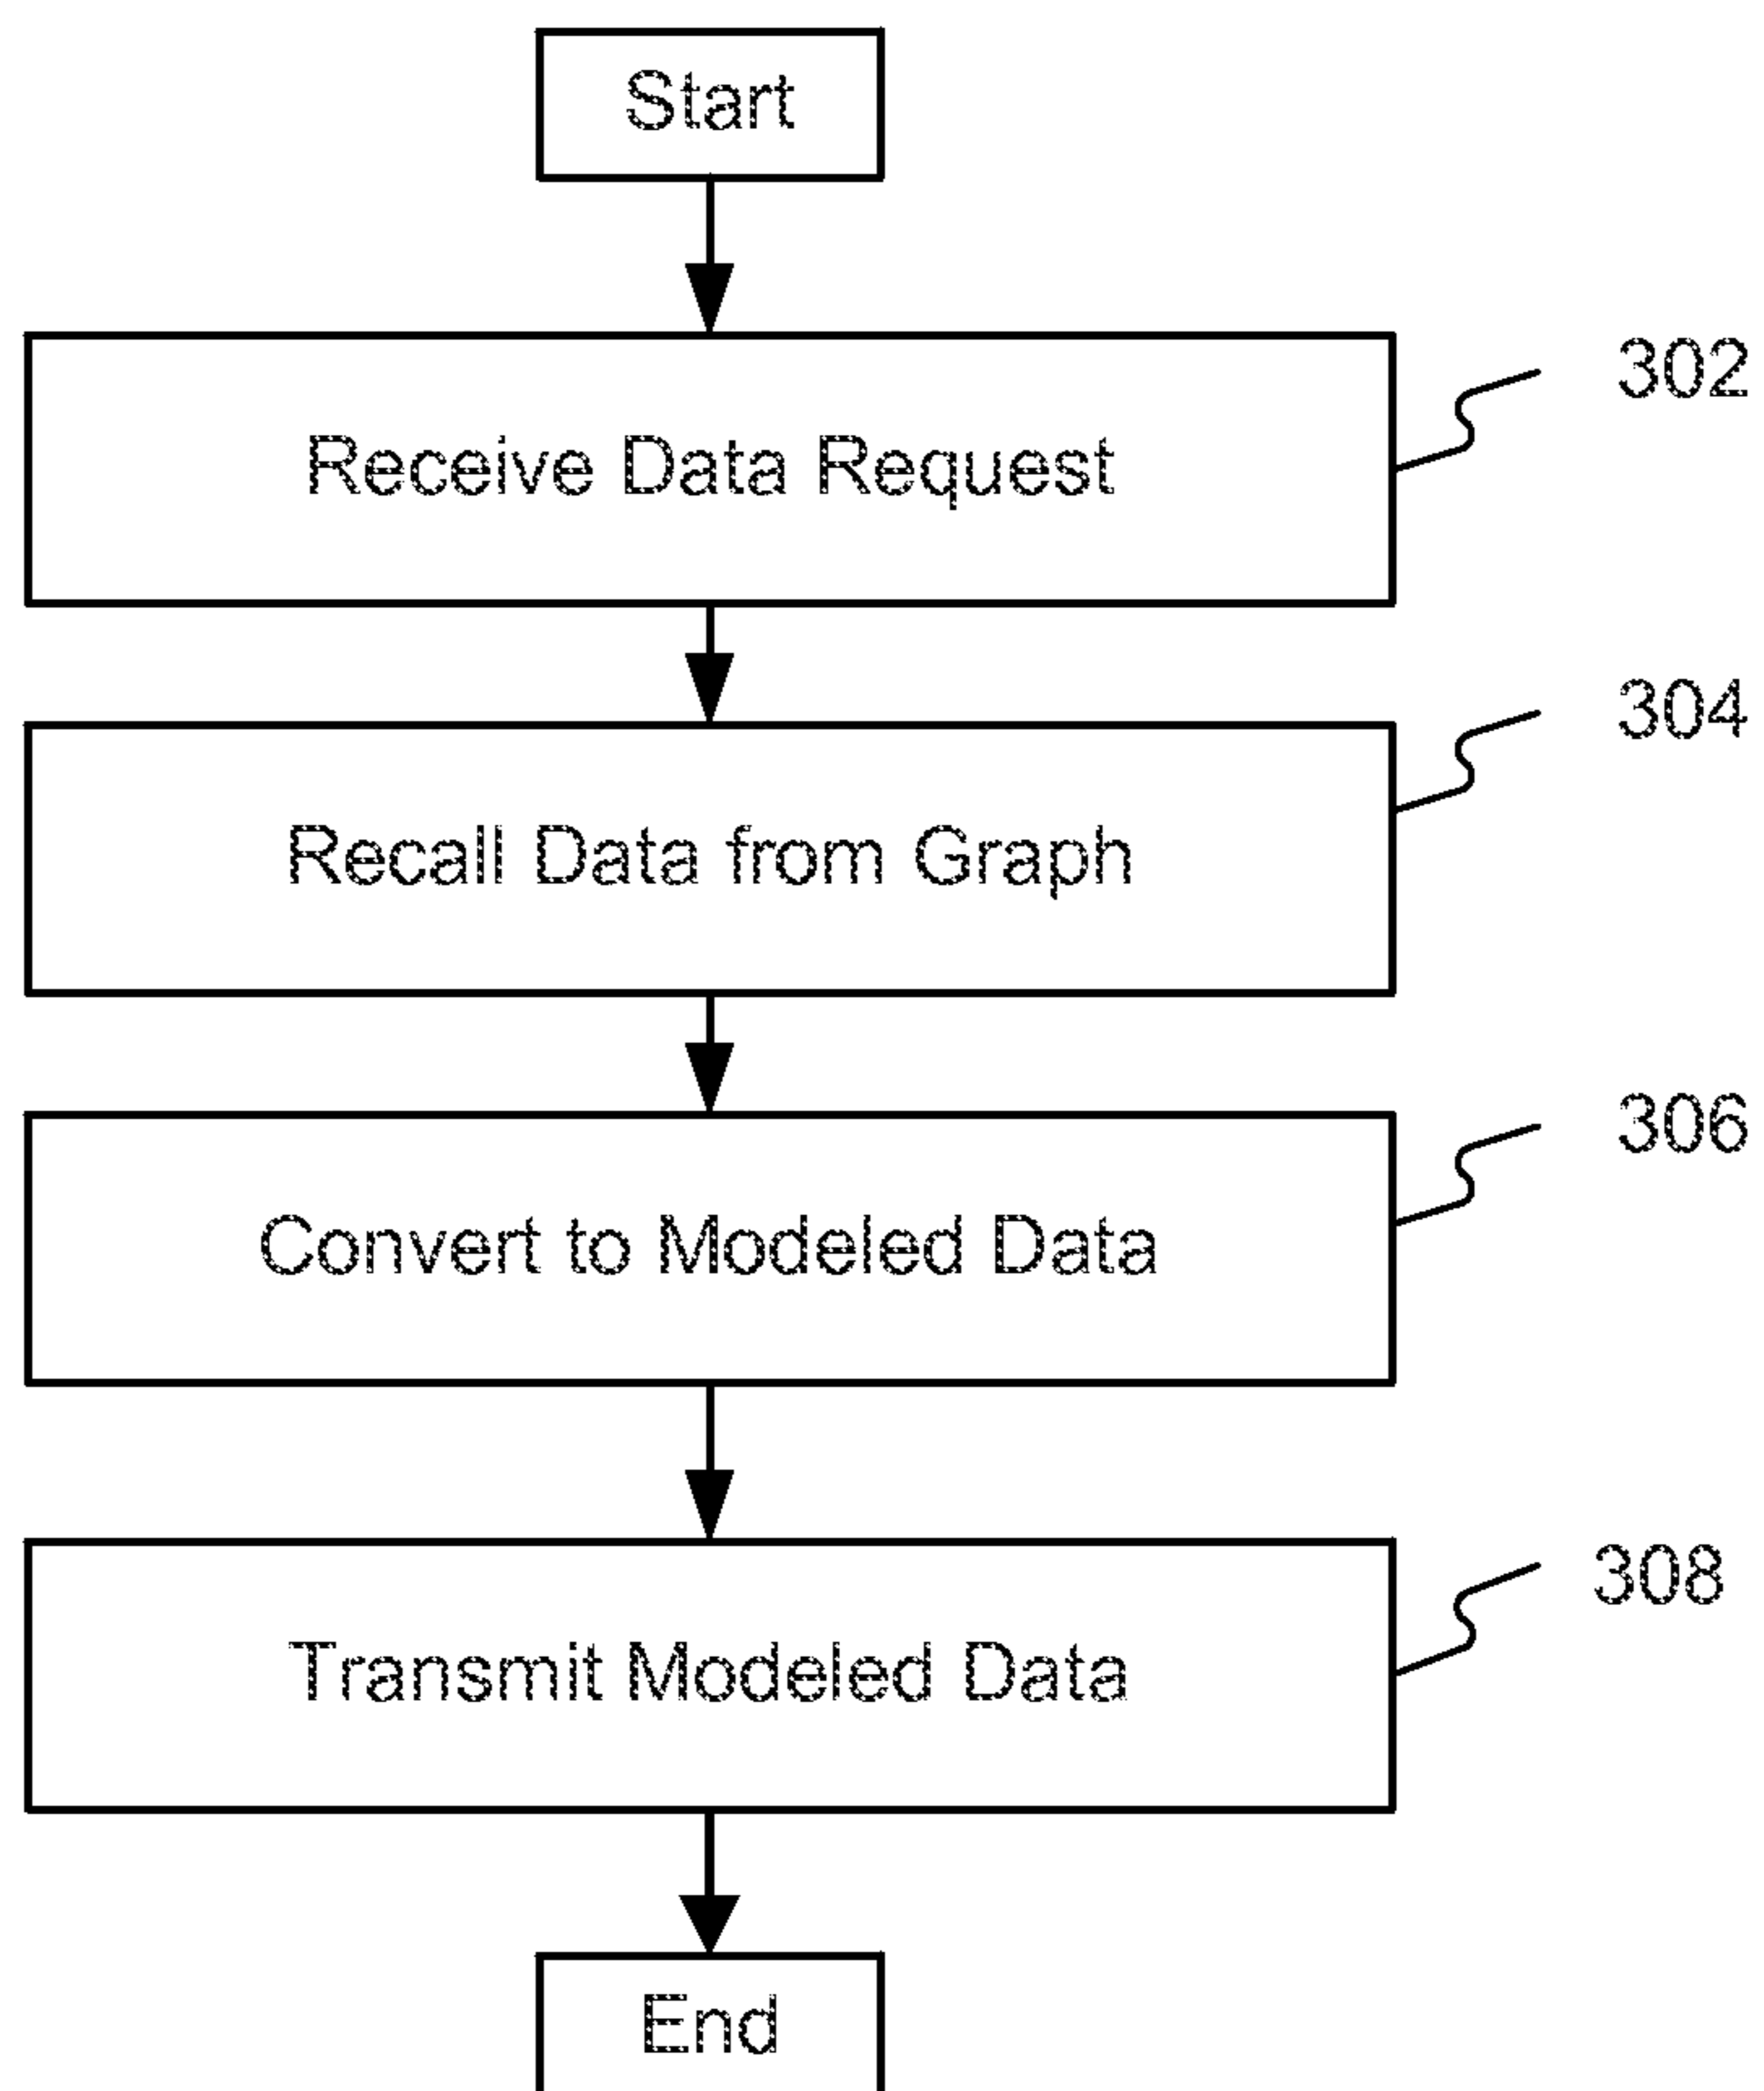 Start
302
Receive Data Request
304
Recall Data from Graph
306
Convert to Modeled Data
308
Transmit Modeled Data
End